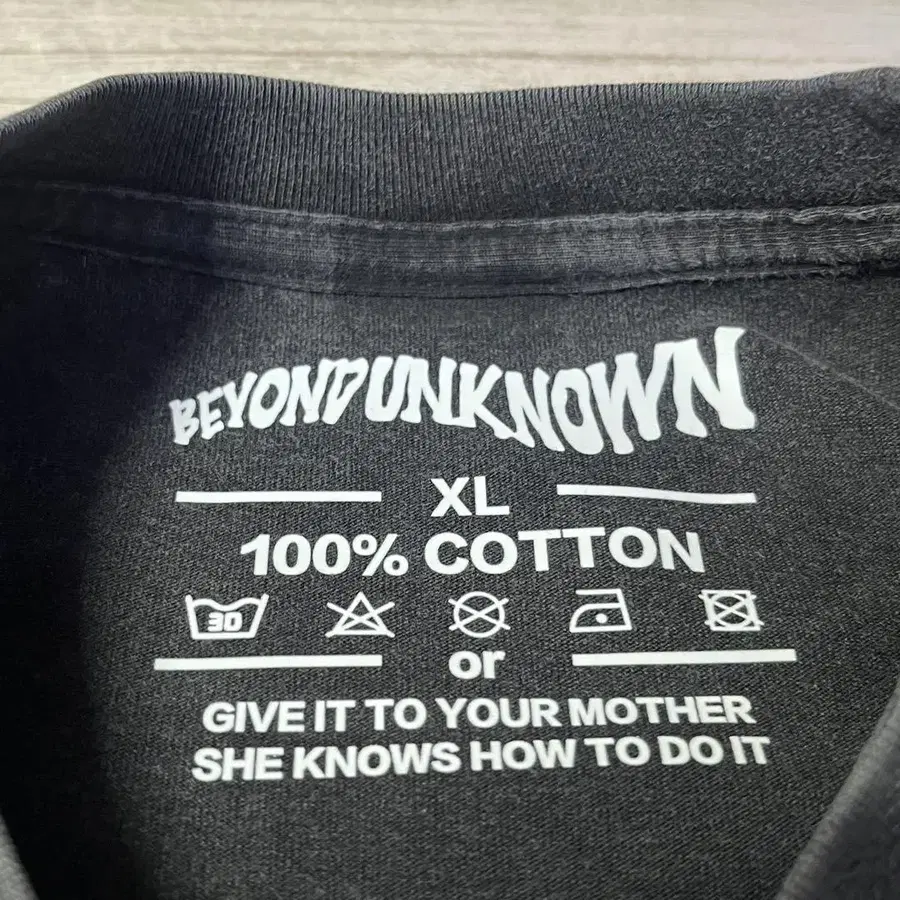 BEYONDUNKNOWN
XL
100% COTTON
30
or
GIVE IT TO YOUR MOTHER
SHE KNOWS HOW TO DO IT